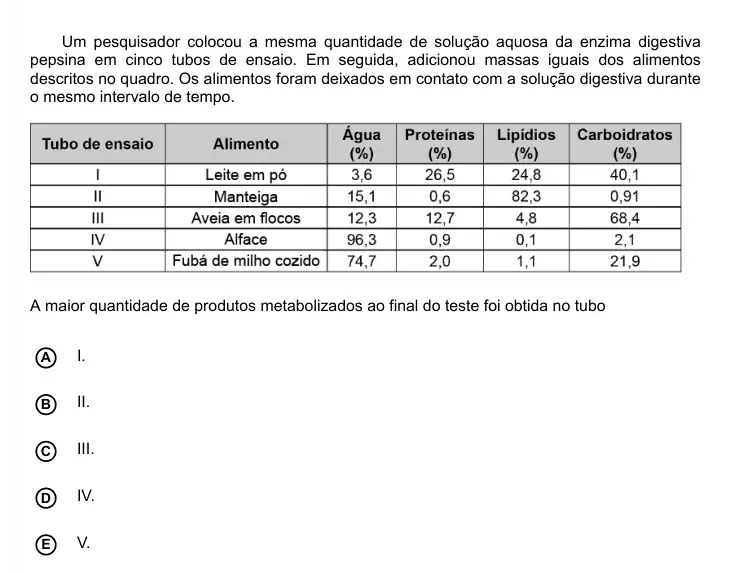 Um pesquisador colocou a mesma quantidade de solução aquosa da enzima digestiva
pepsina em cinco tubos de ensaio. Em seguida, adicionou massas iguais dos alimentos
descritos no quadro. Os alimentos foram deixados em contato com a solução digestiva durante
o mesmo intervalo de tempo.
Tubo de ensaio Alimento Água (%) Proteínas (%) Lipídios (%) Carboidratos (%)
I Leite em pó 3,6 26,5 24,8 40,1
II Manteiga 15,1 0,6 82,3 0,91
III Aveia em flocos 12,3 12,7 4,8 68,4
IV Alface 96,3 0,9 0,1 2,1
V Fubá de milho cozido 74,7 2,0 1,1 21,9
A maior quantidade de produtos metabolizados ao final do teste foi obtida no tubo
A I.
B II.
C III.
D IV.
E V.